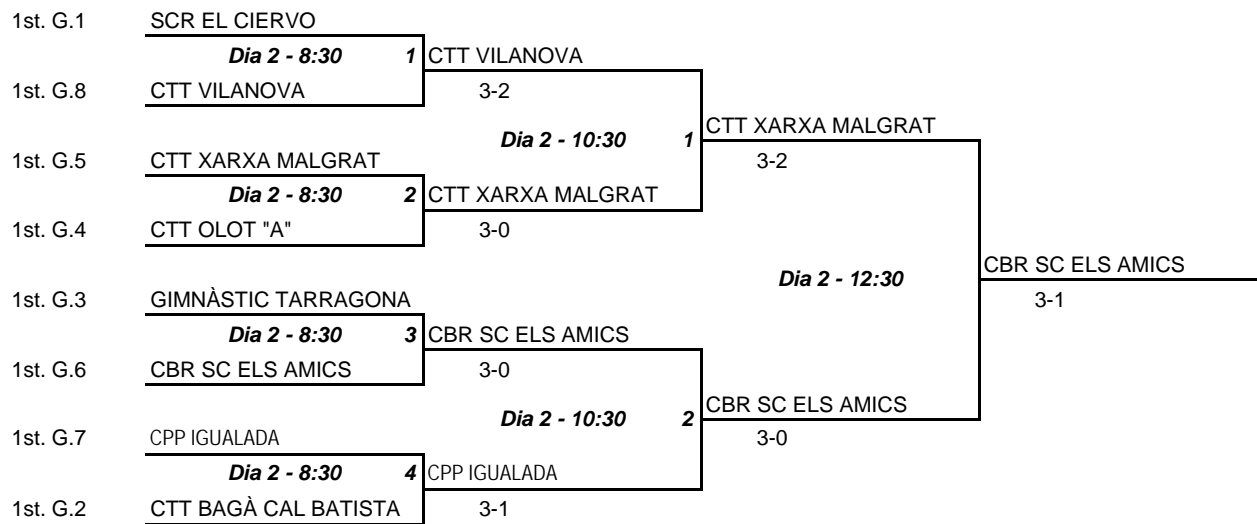 1st. G.1 SCR EL CIERVO
Dia 2 - 8:30 1 CTT VILANOVA
1st. G.8 CTT VILANOVA 3-2
Dia 2 - 10:30 1 CTT XARXA MALGRAT
1st. G.5 CTT XARXA MALGRAT 3-2
Dia 2 - 8:30 2 CTT XARXA MALGRAT
1st. G.4 CTT OLOT "A" 3-0
Dia 2 - 12:30 CBR SC ELS AMICS
1st. G.3 GIMNÀSTIC TARRAGONA 3-1
Dia 2 - 8:30 3 CBR SC ELS AMICS
1st. G.6 CBR SC ELS AMICS 3-0
Dia 2 - 10:30 2 CBR SC ELS AMICS
1st. G.7 CPP IGUALADA 3-0
Dia 2 - 8:30 4 CPP IGUALADA
1st. G.2 CTT BAGÀ CAL BATISTA 3-1